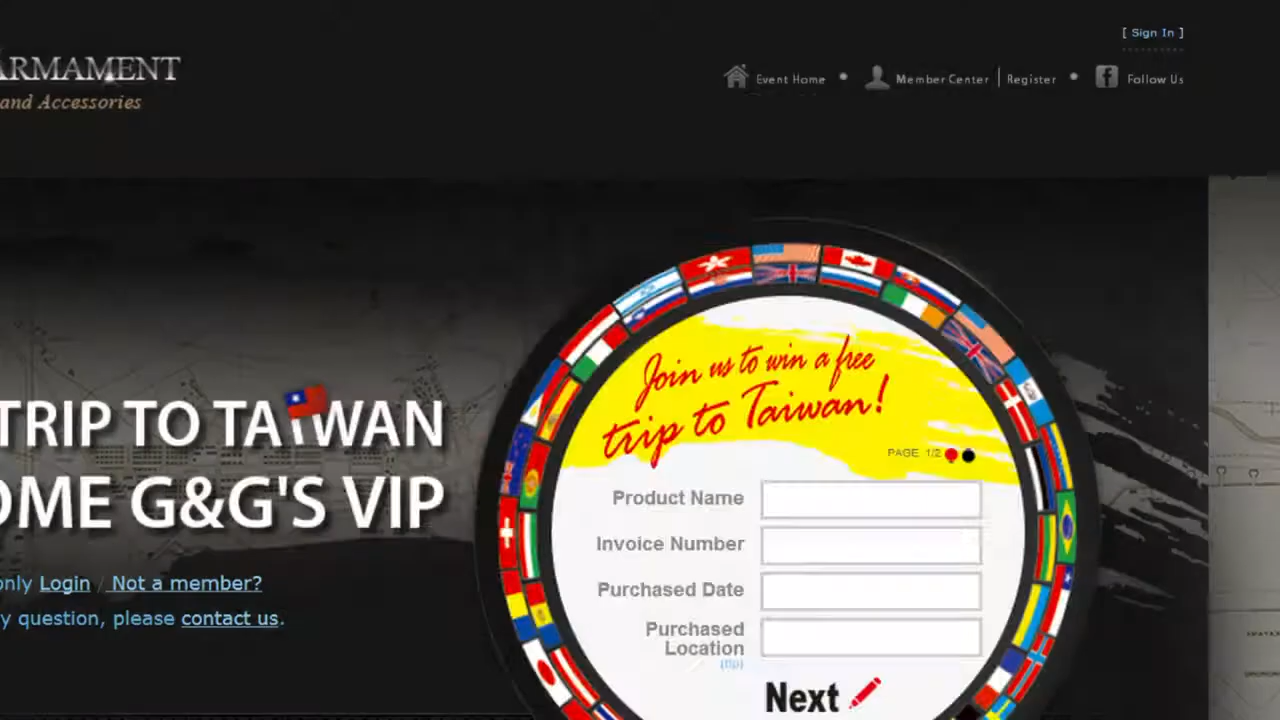 [ Sign In ]
ARMAMENT
Event Home
Member Center
Register
Follow Us
and Accessories
Join us to win a free
trip to Taiwan!
TRIP TO TAIWAN
PAGE 1/2
OME G&G'S VIP
Product Name
Invoice Number
Purchased Date
only Login / Not a member?
y question, please contact us.
Purchased
Location
(tip)
Next